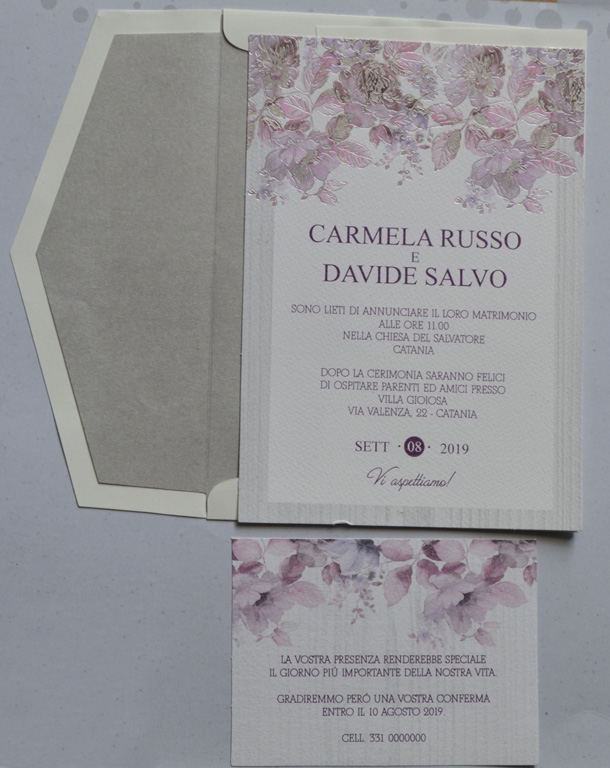 CARMELA RUSSO
E
DAVIDE SALVO
SONO LIETI DI ANNUNCIARE IL LORO MATRIMONIO
ALLE ORE 11.00
NELLA CHIESA DEL SALVATORE
CATANIA
DOPO LA CERIMONIA SARANNO FELICI
DI OSPITARE PARENTI ED AMICI PRESSO
VILLA GIOIOSA
VIA VALENZA, 22 - CATANIA
SETT · 08 · 2019
Vi aspettiamo!
LA VOSTRA PRESENZA RENDEREBBE SPECIALE
IL GIORNO PIÚ IMPORTANTE DELLA NOSTRA VITA.
GRADIREMMO PERÒ UNA VOSTRA CONFERMA
ENTRO IL 10 AGOSTO 2019.
CELL. 331 0000000